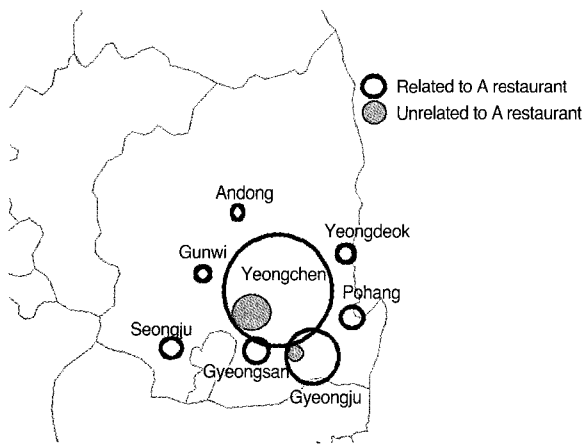 Related to A restaurant
Unrelated to A restaurant
Andong
Yeongdeok
Gunwi
Yeongchen
Pohang
Seongju
Gyeongsan
Gyeongju